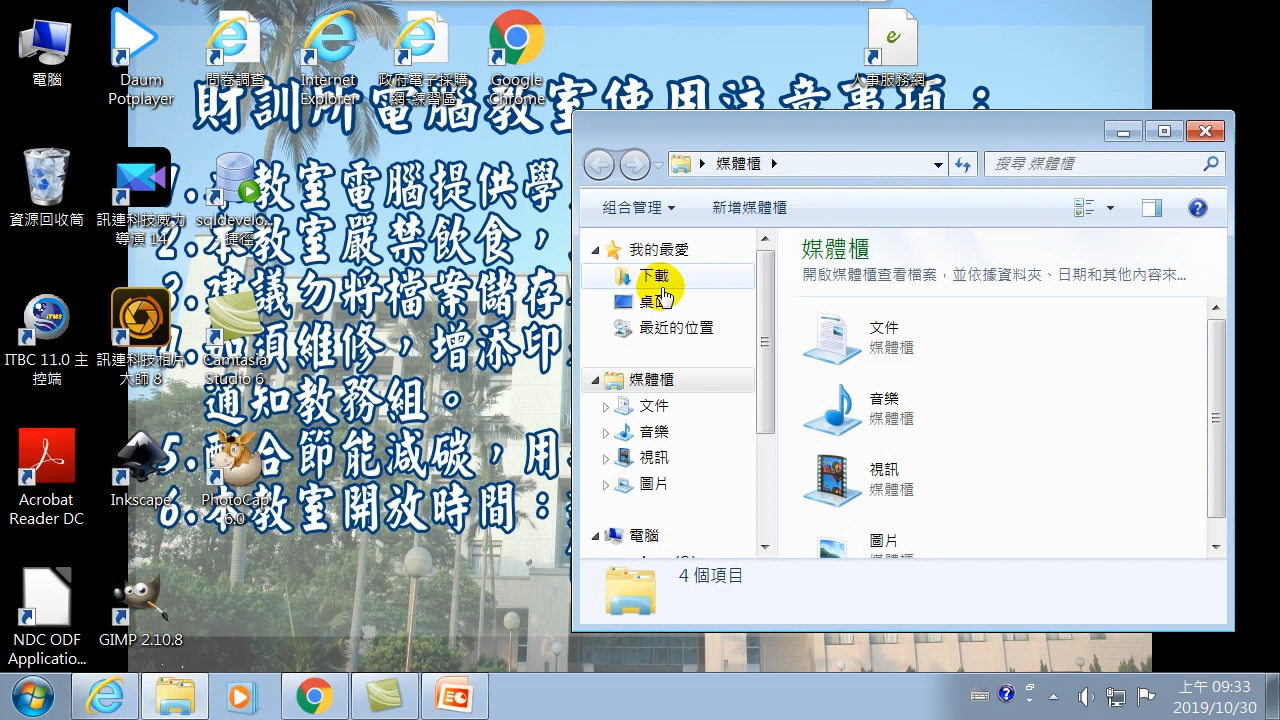 電腦
Daum Potplayer
問卷調查
Internet Explorer
政府電子採購網-練習區
Google Chrome
人事服務網
財訓所電腦教室使用注意事項：
1.本教室電腦提供學
2.本教室嚴禁飲食，
3.建議勿將檔案儲存
4.如須維修，增添印
通知教務組。
5.配合節能減碳，用
6.本教室開放時間：
資源回收筒
訊連科技威力導演 14
sqldevelo... - 捷徑
ITBC 11.0 主控端
訊連科技相片大師 8
Camtasia Studio 6
Acrobat Reader DC
Inkscape
PhotoCap 6.0
NDC ODF Applicatio...
GIMP 2.10.8
媒體櫃
搜尋 媒體櫃
組合管理
新增媒體櫃
我的最愛
下載
桌面
最近的位置
媒體櫃
文件
音樂
視訊
圖片
電腦
媒體櫃
開啟媒體櫃查看檔案，並依據資料夾、日期和其他內容來...
文件
媒體櫃
音樂
媒體櫃
視訊
媒體櫃
圖片
媒體櫃
4 個項目
上午 09:33
2019/10/30